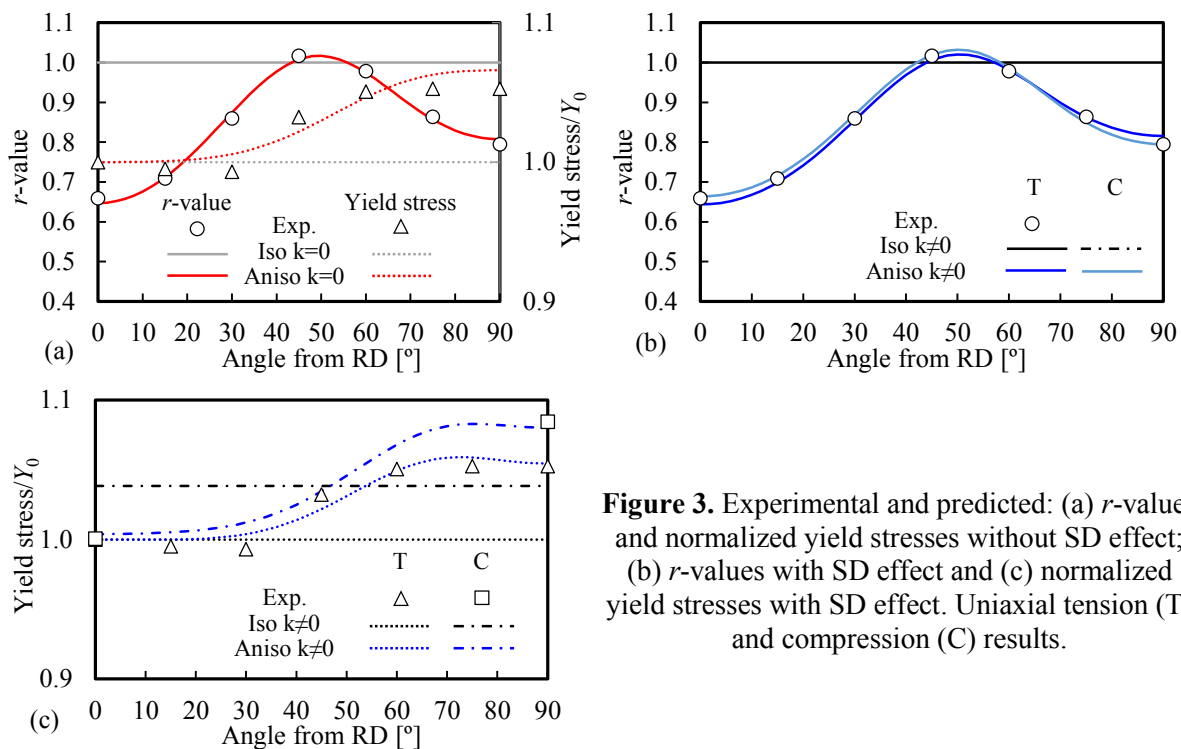 1.1
1.0
0.9
0.8
0.7
0.6
0.5
0.4
r-value
1.1
1.0
0.9
Yield stress/Y0
r-value Yield stress
Exp.
Iso k=0
Aniso k=0
0 10 20 30 40 50 60 70 80 90
(a) Angle from RD [º]
1.1
1.0
0.9
0.8
0.7
0.6
0.5
0.4
r-value
T C
Exp.
Iso k≠0
Aniso k≠0
0 10 20 30 40 50 60 70 80 90
(b) Angle from RD [º]
1.1
1.0
0.9
Yield stress/Y0
T C
Exp.
Iso k≠0
Aniso k≠0
0 10 20 30 40 50 60 70 80 90
(c) Angle from RD [º]
Figure 3. Experimental and predicted: (a) r-value
and normalized yield stresses without SD effect;
(b) r-values with SD effect and (c) normalized
yield stresses with SD effect. Uniaxial tension (T
and compression (C) results.